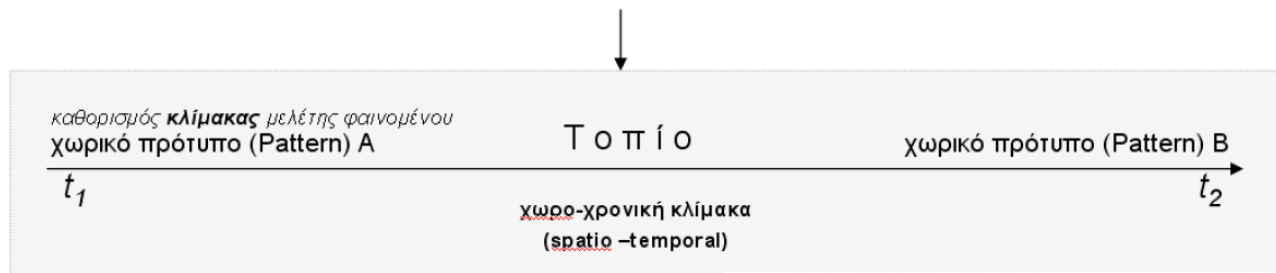 καθορισμός κλίμακας μελέτης φαινομένου
χωρικό πρότυπο (Pattern) Α
Τοπίο
χωρικό πρότυπο (Pattern) Β
t1
t2
χωρο-χρονική κλίμακα
(spatio –temporal)